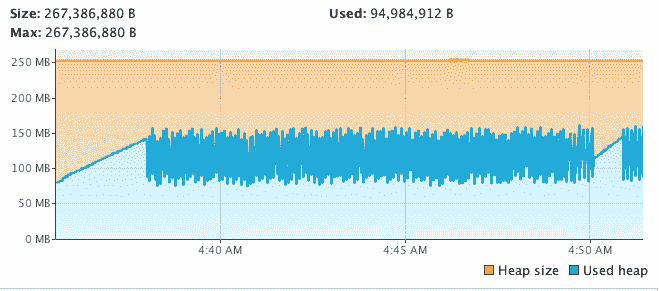 Size: 267,386,880 B Used: 94,984,912 B
Max: 267,386,880 B
250 MB
200 MB
150 MB
100 MB
50 MB
0 MB
4:40 AM 4:45 AM 4:50 AM
Heap size Used heap